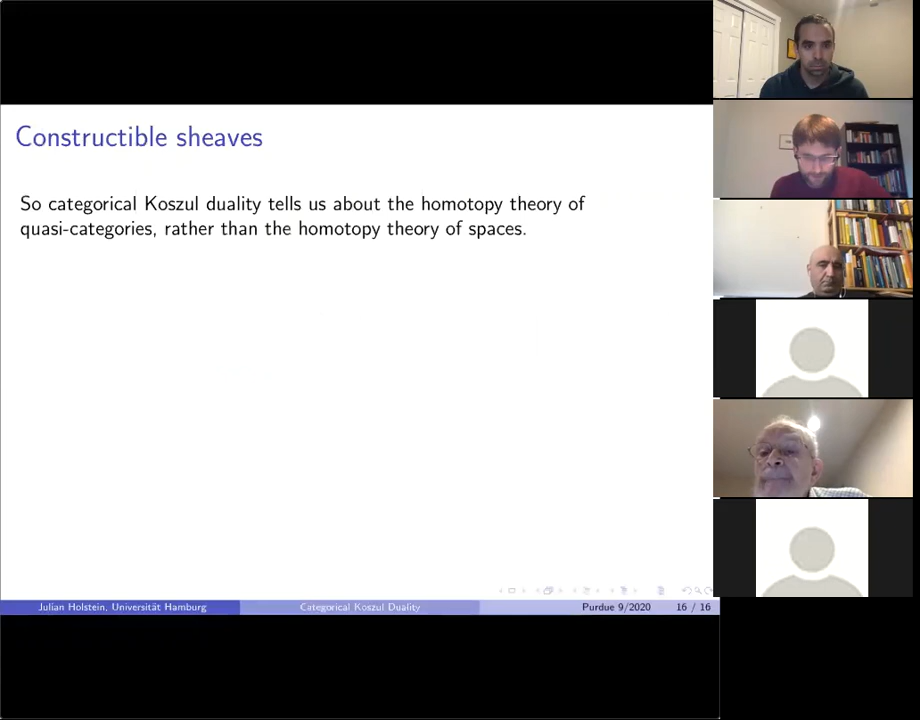 Constructible sheaves
So categorical Koszul duality tells us about the homotopy theory of
quasi-categories, rather than the homotopy theory of spaces.
Julian Holstein, Universität Hamburg
Categorical Koszul Duality
Purdue 9/2020
16 / 16